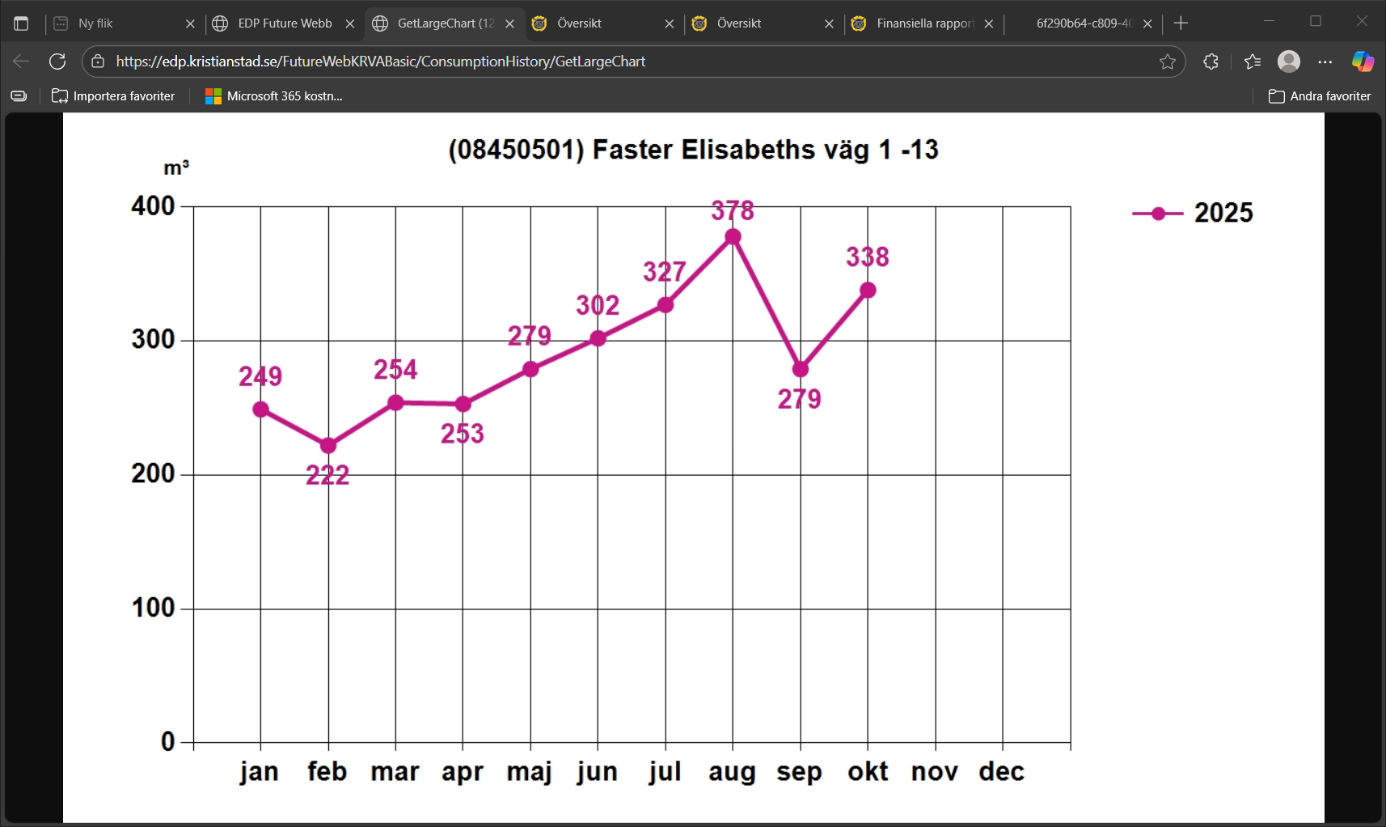 Ny flik
EDP Future Webb
GetLargeChart (12
Översikt
Översikt
Finansiella rapport
6f290b64-c809-40
https://edp.kristianstad.se/FutureWebKRVABasic/ConsumptionHistory/GetLargeChart
Importera favoriter
Microsoft 365 kostn...
Andra favoriter
(08450501) Faster Elisabeths väg 1 -13
m³
400
300
200
100
0
249
222
254
253
279
302
327
378
279
338
2025
jan feb mar apr maj jun jul aug sep okt nov dec